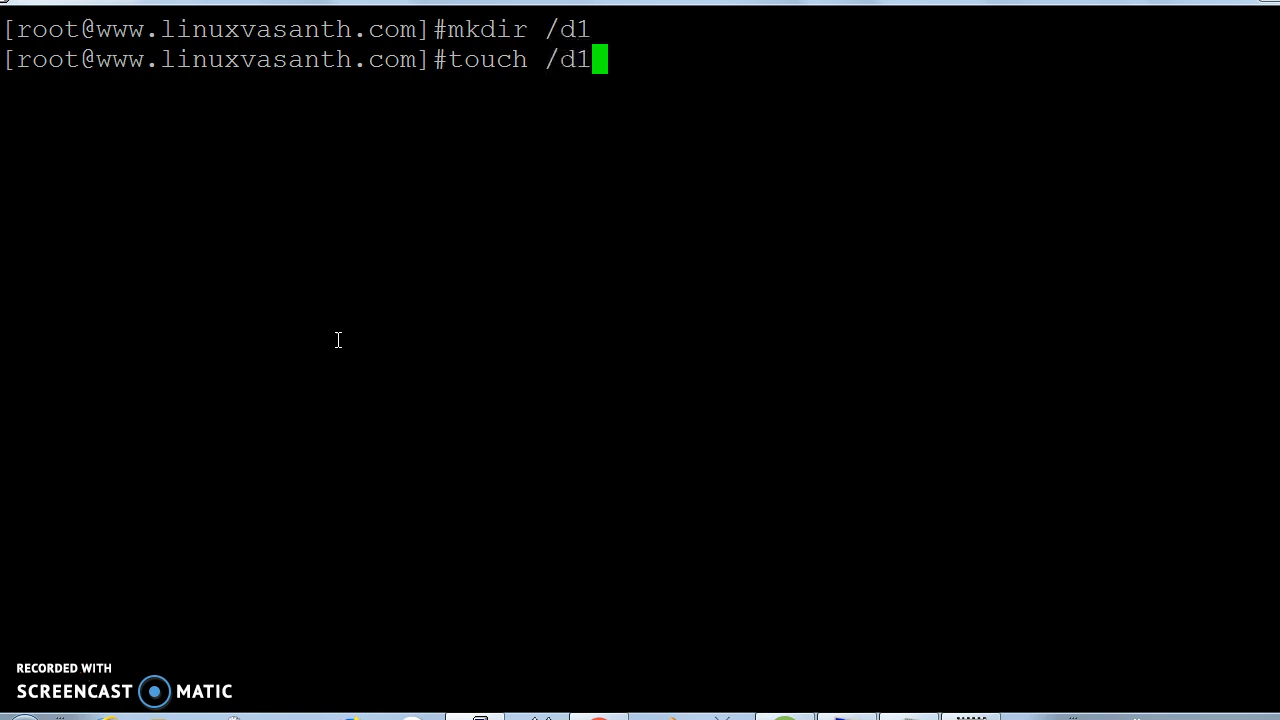 [root@www.linuxvasanth.com]#mkdir /d1
[root@www.linuxvasanth.com]#touch /d1
RECORDED WITH
SCREENCAST MATIC